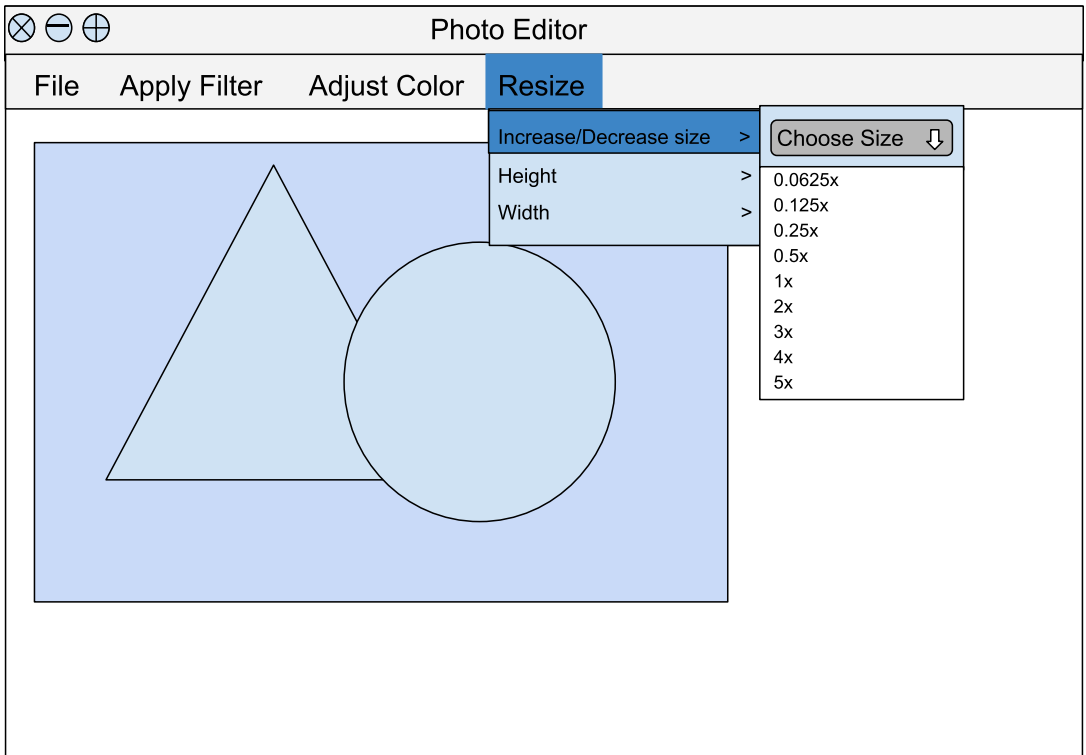 Photo Editor
File Apply Filter Adjust Color Resize
Increase/Decrease size >
Choose Size
Height >
Width >
0.0625x
0.125x
0.25x
0.5x
1x
2x
3x
4x
5x